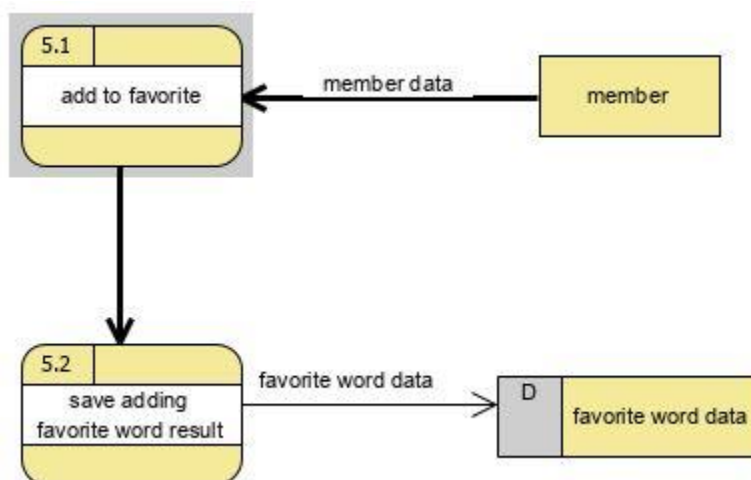 5.1
add to favorite
member data
member
5.2
save adding
favorite word result
favorite word data
D
favorite word data